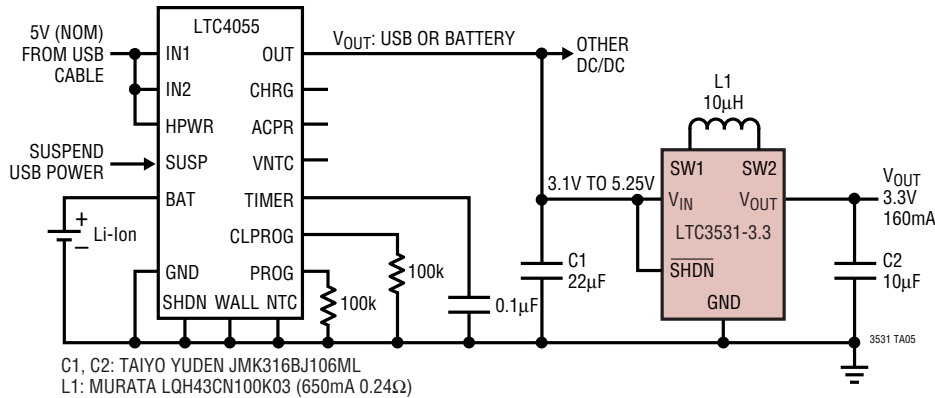 LTC4055
5V (NOM)
FROM USB
CABLE
IN1
IN2
HPWR
SUSPEND
USB POWER
SUSP
BAT
+
–
Li-Ion
GND
SHDN WALL NTC
OUT
CHRG
ACPR
VNTC
TIMER
CLPROG
PROG
VOUT: USB OR BATTERY
OTHER
DC/DC
100k
100k
0.1µF
3.1V TO 5.25V
C1
22µF
L1
10µH
SW1 SW2
VIN VOUT
LTC3531-3.3
SHDN
GND
VOUT
3.3V
160mA
C2
10µF
3531 TA05
C1, C2: TAIYO YUDEN JMK316BJ106ML
L1: MURATA LQH43CN100K03 (650mA 0.24Ω)